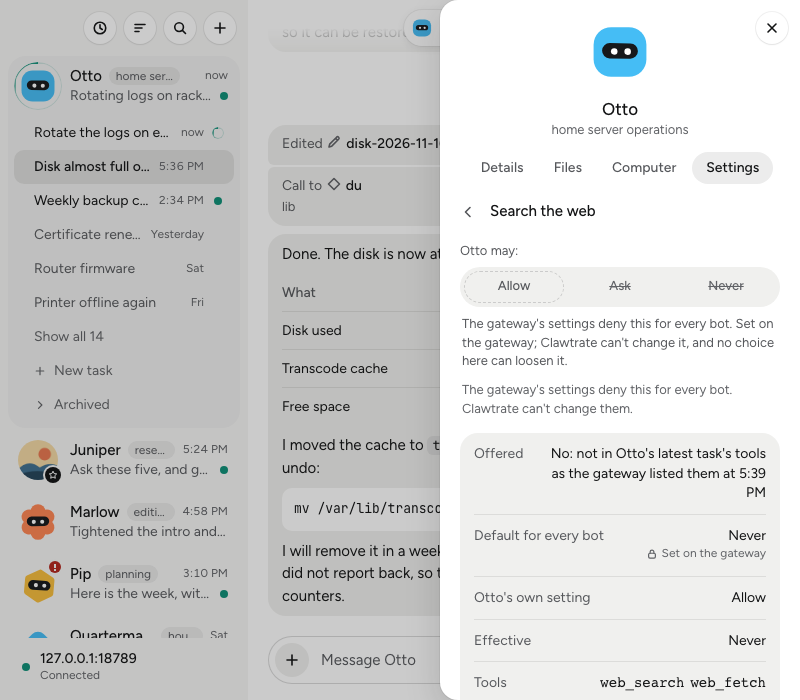 Otto
home ser...
now
Rotating logs on rack...
Rotate the logs on e...
now
Disk almost full o...
5:36 PM
Weekly backup c...
2:34 PM
Certificate rene...
Yesterday
Router firmware
Sat
Printer offline again
Fri
Show all 14
New task
Archived
Juniper
rese...
5:24 PM
Ask these five, and g...
Marlow
editi...
4:58 PM
Tightened the intro and...
Pip
planning
3:10 PM
Here is the week, wit...
Quarterma
hou...
Sat
127.0.0.1:18789
Connected
so it can be restor
Edited
disk-2026-11-1
Call to
du
lib
Done. The disk is now at
What
Disk used
Transcode cache
Free space
I moved the cache to
undo:
mv /var/lib/transco
I will remove it in a week
did not report back, so t
counters.
Message Otto
Otto
home server operations
Details
Files
Computer
Settings
Search the web
Otto may:
Allow
Ask
Never
The gateway's settings deny this for every bot. Set on
the gateway; Clawtrate can't change it, and no choice
here can loosen it.
The gateway's settings deny this for every bot.
Clawtrate can't change them.
Offered
No: not in Otto's latest task's tools
as the gateway listed them at 5:39
PM
Default for every bot
Never
Set on the gateway
Otto's own setting
Allow
Effective
Never
Tools
web_search web_fetch